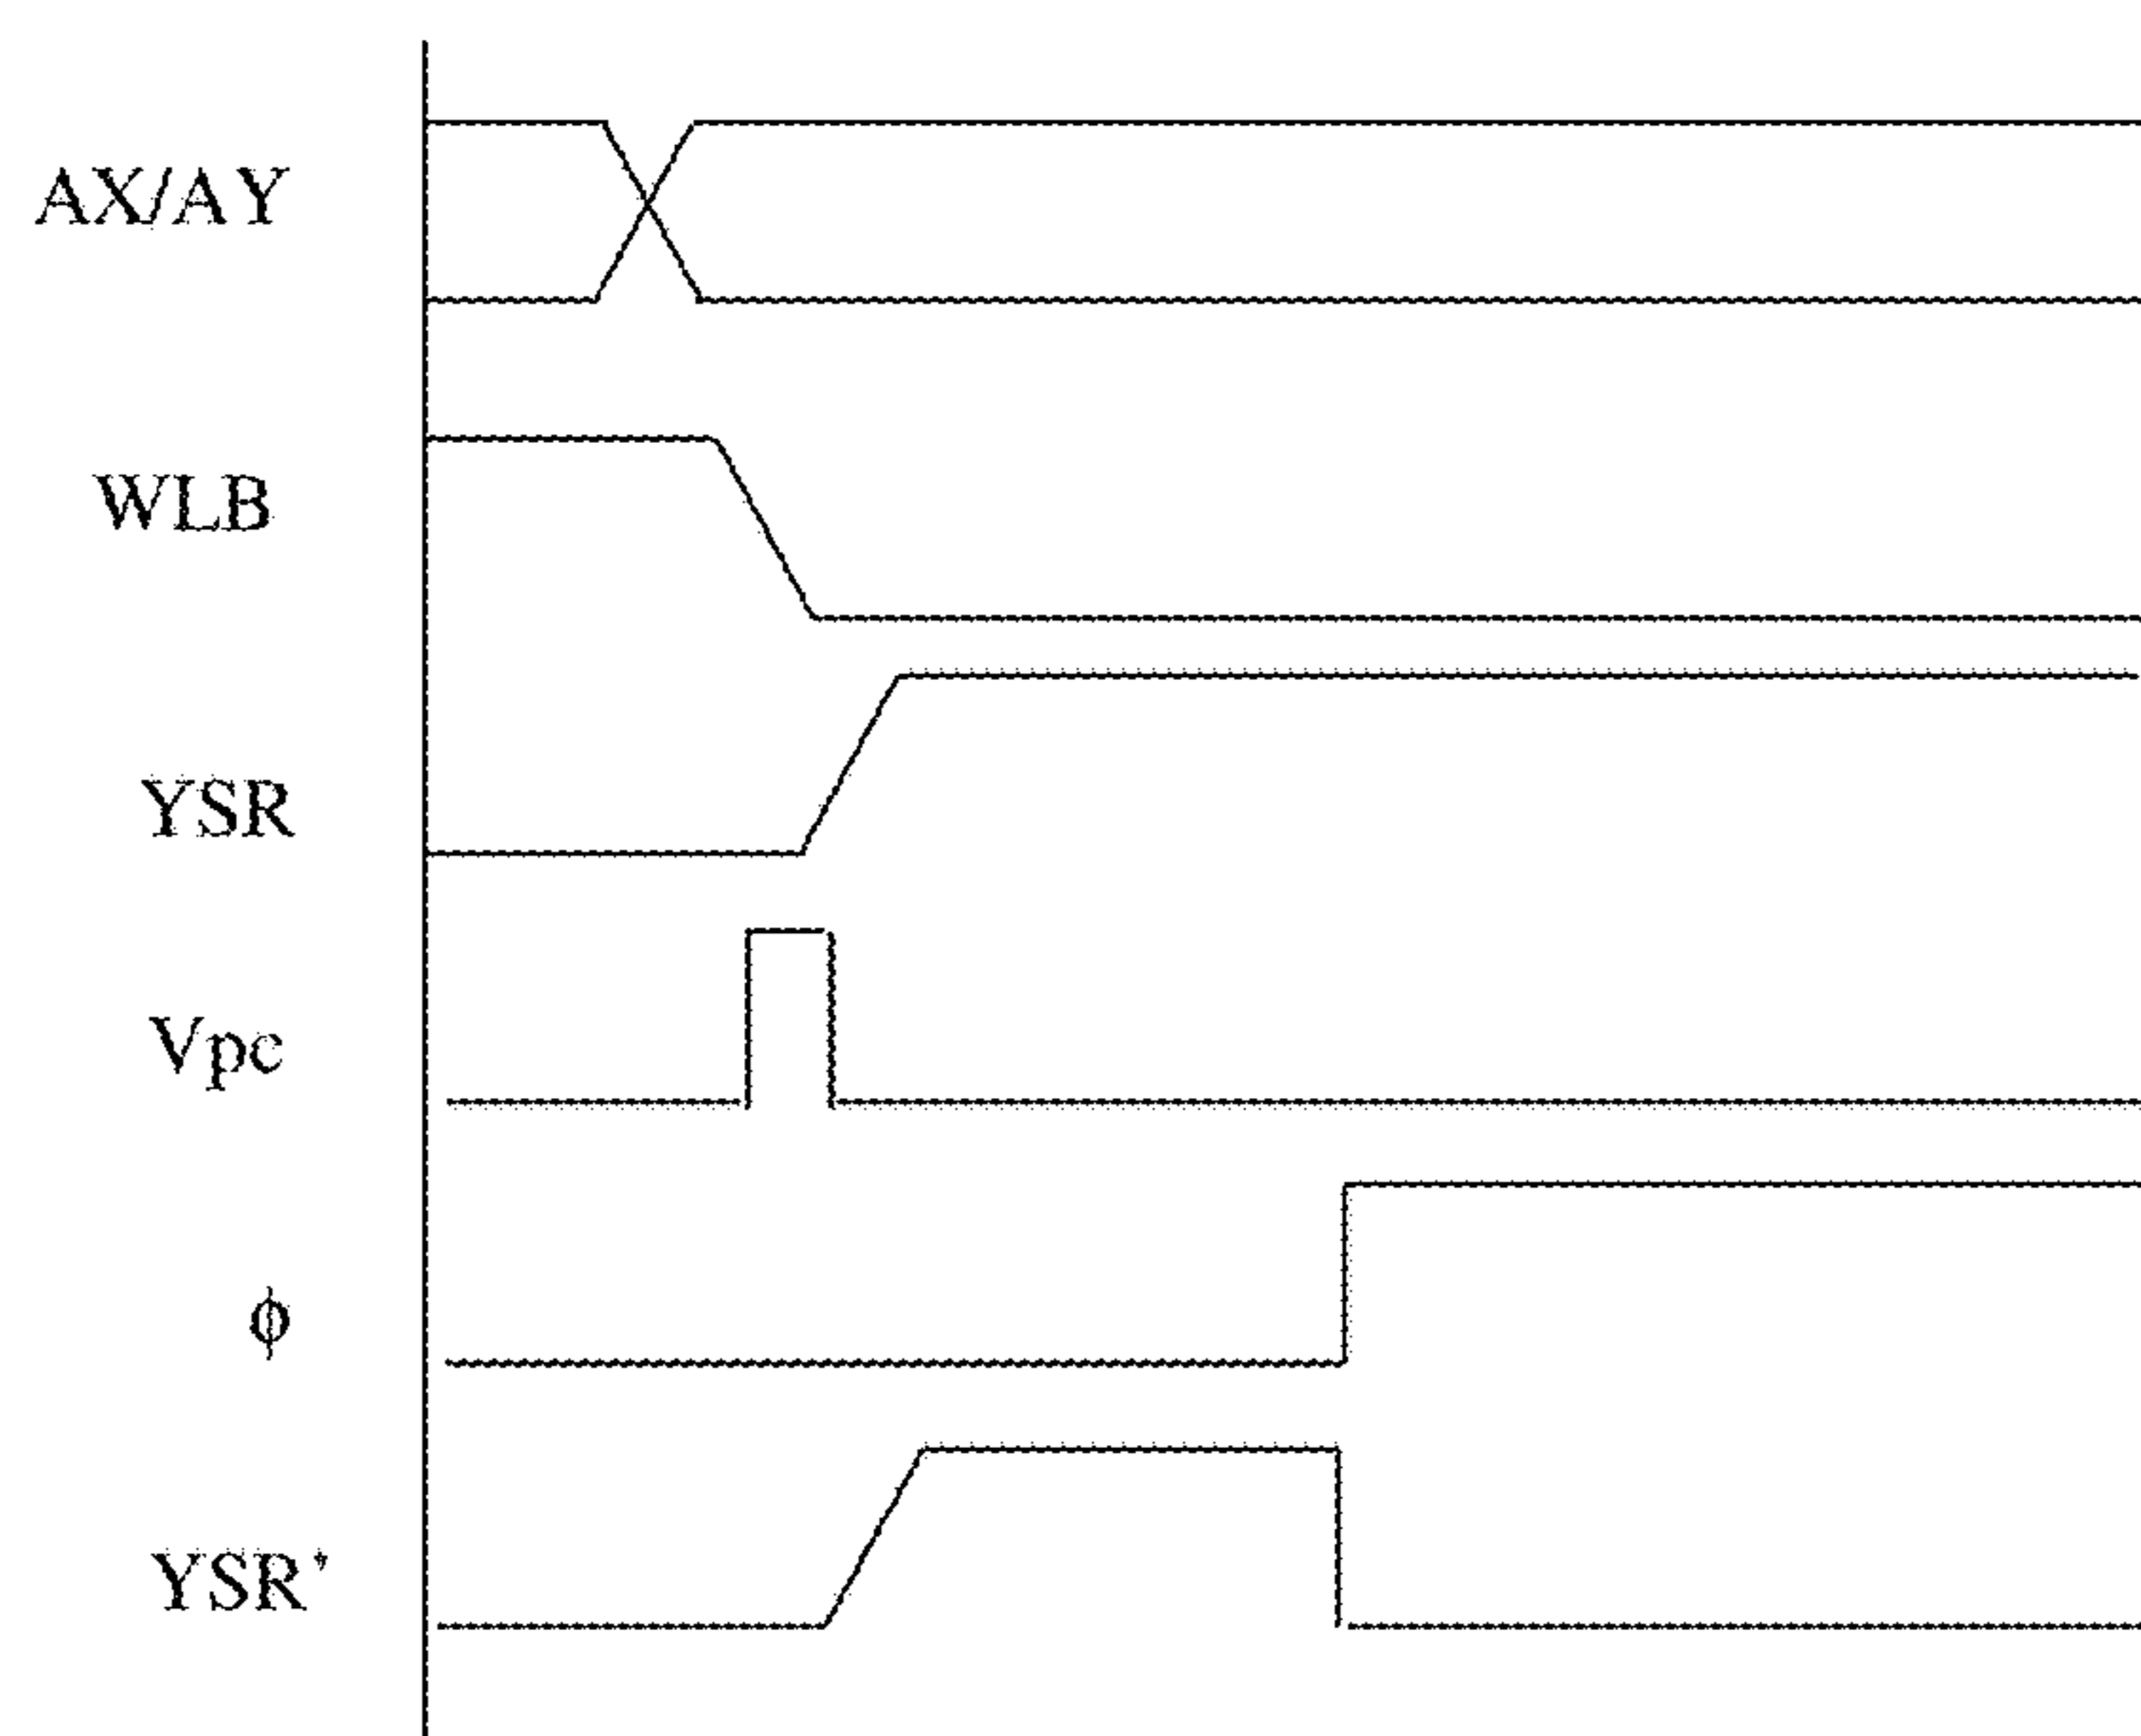 AX/AY
WLB
YSR
Vpc
ϕ
YSR'